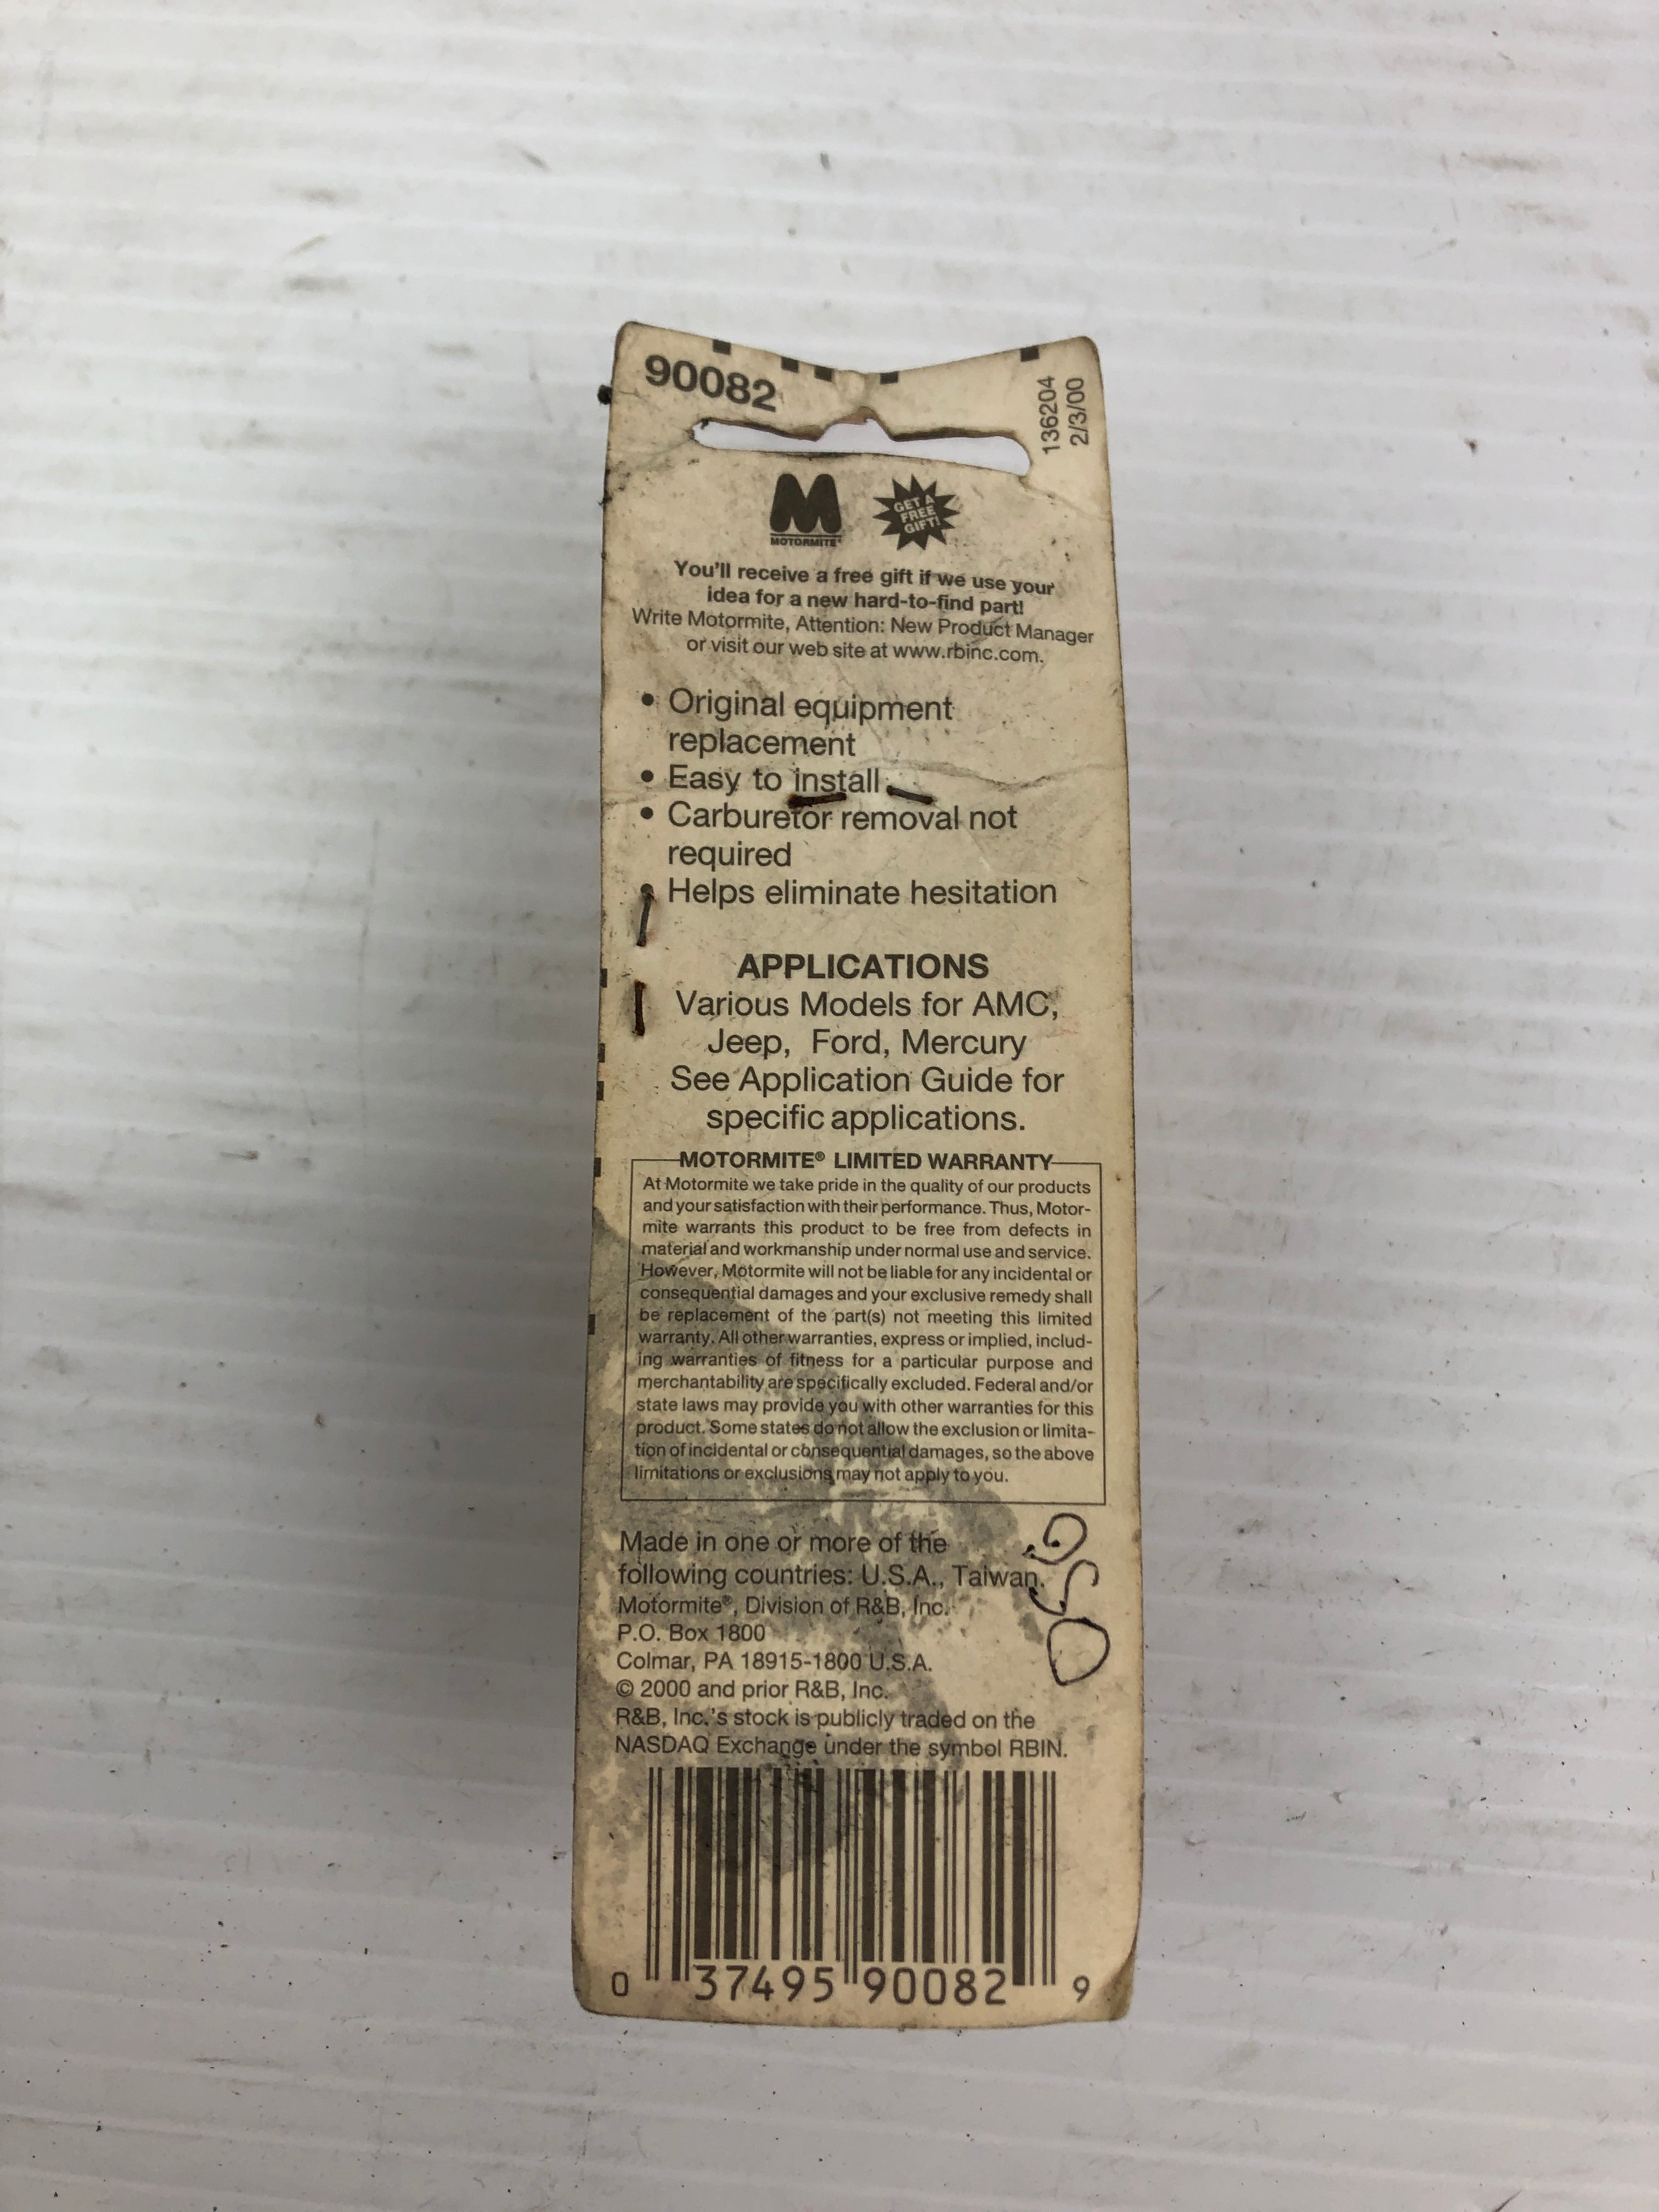 90082
136204
2/3/00
M
MOTORMITE®
GET A
FREE
GIFT!
You'll receive a free gift if we use your
idea for a new hard-to-find part!
Write Motormite, Attention: New Product Manager
or visit our web site at www.rbinc.com.
• Original equipment
replacement
• Easy to install
• Carburetor removal not
required
• Helps eliminate hesitation
APPLICATIONS
Various Models for AMC,
Jeep, Ford, Mercury
See Application Guide for
specific applications.
MOTORMITE® LIMITED WARRANTY
At Motormite we take pride in the quality of our products
and your satisfaction with their performance. Thus, Motor-
mite warrants this product to be free from defects in
material and workmanship under normal use and service.
However, Motormite will not be liable for any incidental or
consequential damages and your exclusive remedy shall
be replacement of the part(s) not meeting this limited
warranty. All other warranties, express or implied, includ-
ing warranties of fitness for a particular purpose and
merchantability are specifically excluded. Federal and/or
state laws may provide you with other warranties for this
product. Some states do not allow the exclusion or limita-
tion of incidental or consequential damages, so the above
limitations or exclusions may not apply to you.
Made in one or more of the
following countries: U.S.A., Taiwan.
Motormite®, Division of R&B, Inc.
P.O. Box 1800
Colmar, PA 18915-1800 U.S.A.
© 2000 and prior R&B, Inc.
R&B, Inc.'s stock is publicly traded on the
NASDAQ Exchange under the symbol RBIN.
0 37495 90082 9